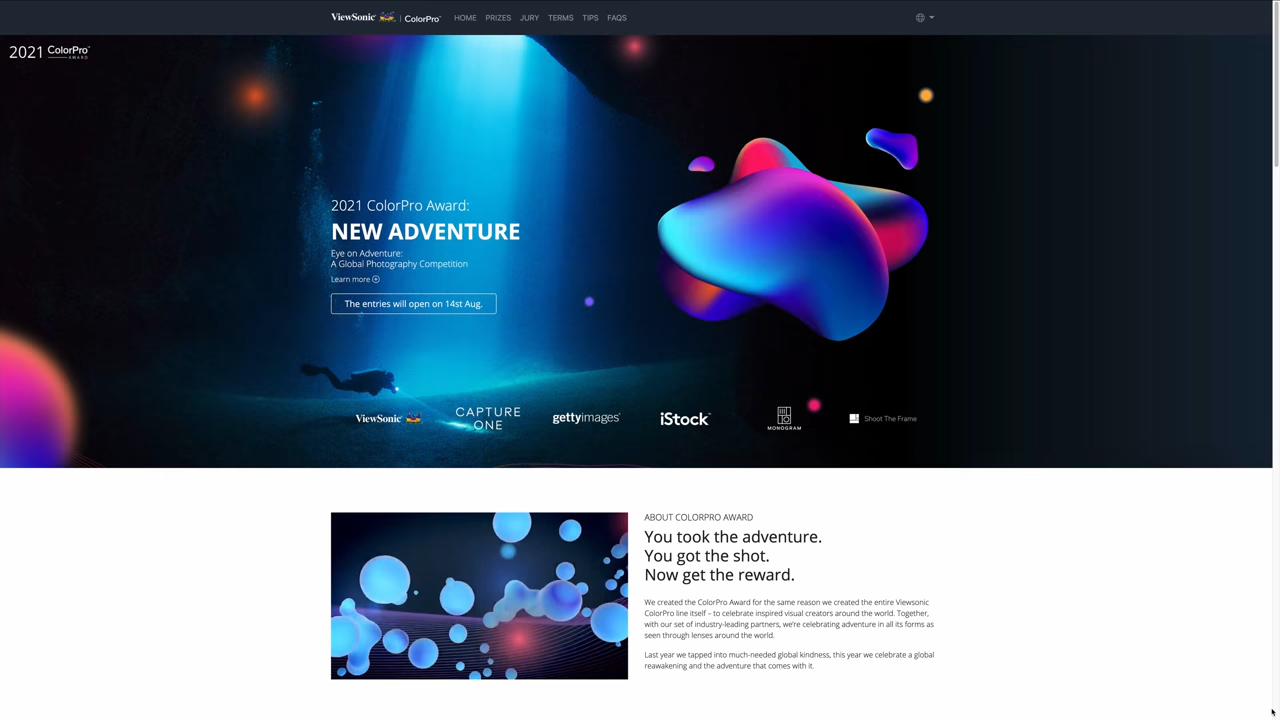 ViewSonic | ColorPro™ HOME PRIZES JURY TERMS TIPS FAQS
2021 ColorPro™ AWARD
2021 ColorPro Award:
NEW ADVENTURE
Eye on Adventure:
A Global Photography Competition
Learn more
The entries will open on 14st Aug.
ViewSonic CAPTURE ONE gettyimages iStock MONOGRAM Shoot The Frame
ABOUT COLORPRO AWARD
You took the adventure.
You got the shot.
Now get the reward.
We created the ColorPro Award for the same reason we created the entire Viewsonic
ColorPro line itself – to celebrate inspired visual creators around the world. Together,
with our set of industry-leading partners, we're celebrating adventure in all its forms as
seen through lenses around the world.
Last year we tapped into much-needed global kindness, this year we celebrate a global
reawakening and the adventure that comes with it.